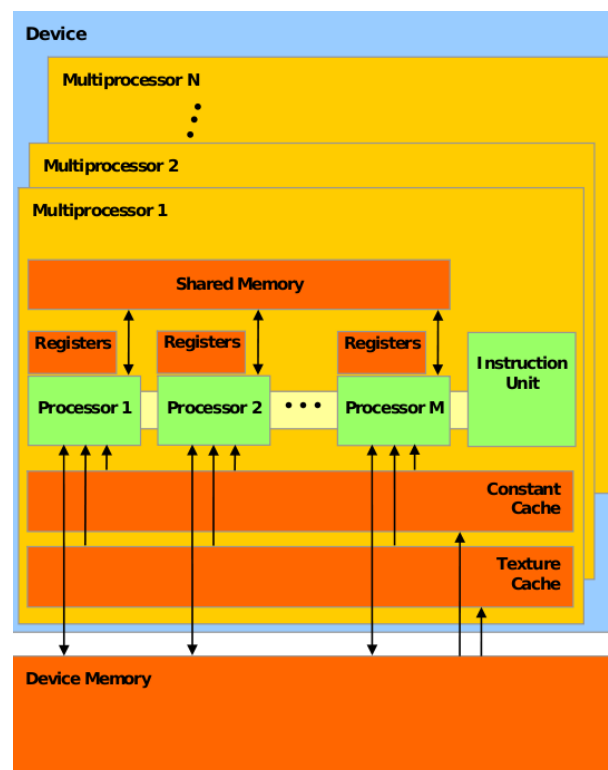 Device
Multiprocessor N
Multiprocessor 2
Multiprocessor 1
Shared Memory
Registers
Registers
Registers
Processor 1
Processor 2
Processor M
Instruction
Unit
Constant
Cache
Texture
Cache
Device Memory